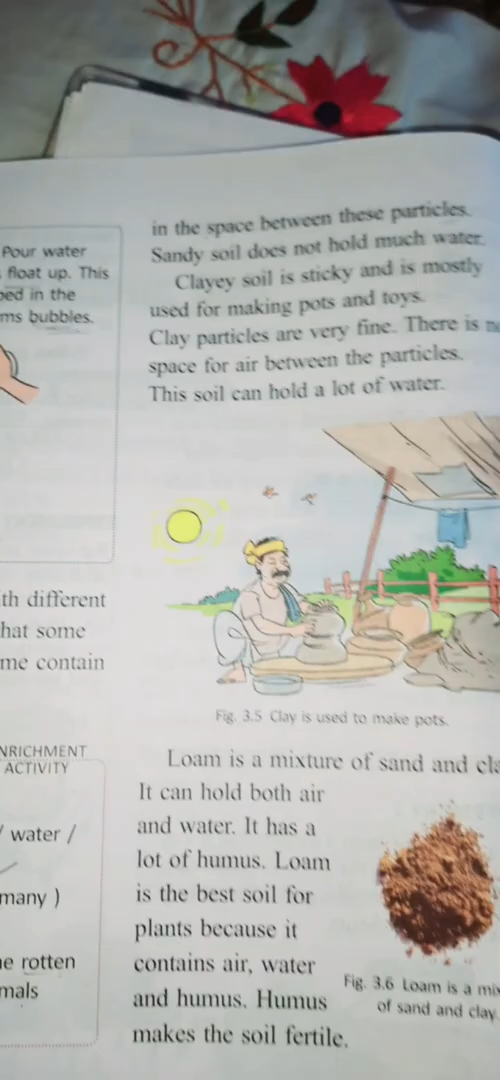 Pour water
float up. This
ed in the
ms bubbles.
th different
hat some
me contain
NRICHMENT
ACTIVITY
/ water /
many )
e rotten
mals
in the space between these particles.
Sandy soil does not hold much water.
Clayey soil is sticky and is mostly
used for making pots and toys.
Clay particles are very fine. There is
space for air between the particles.
This soil can hold a lot of water.
Fig. 3.5 Clay is used to make pots.
Loam is a mixture of sand and cla
It can hold both air
and water. It has a
lot of humus. Loam
is the best soil for
plants because it
contains air, water
and humus. Humus
makes the soil fertile.
Fig. 3.6 Loam is a mix
of sand and clay